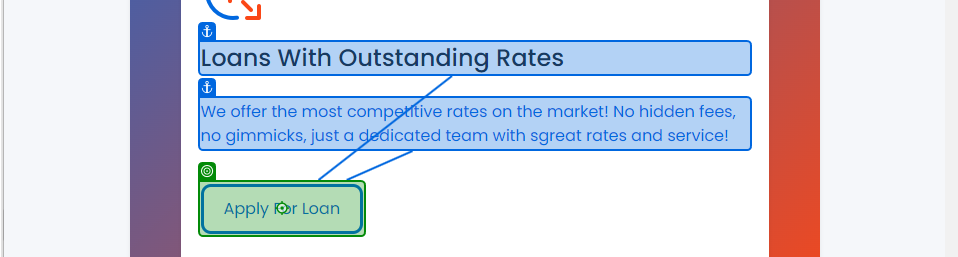 Loans With Outstanding Rates
We offer the most competitive rates on the market! No hidden fees,
no gimmicks, just a dedicated team with sgreat rates and service!
Apply For Loan